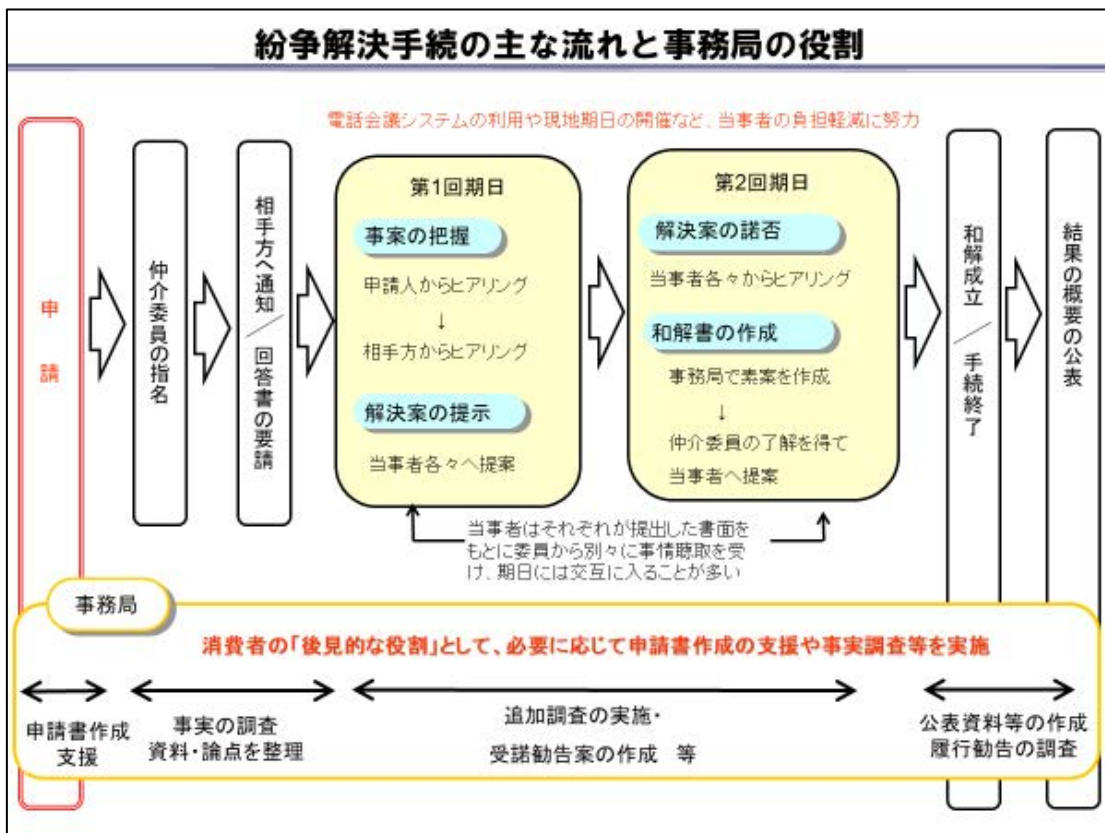 紛争解決手続の主な流れと事務局の役割
電話会議システムの利用や現地期日の開催など、当事者の負担軽減に努力
申請
仲介委員の指名
相手方へ通知/回答書の要請
第1回期日
事案の把握
申請人からヒアリング
↓
相手方からヒアリング
解決案の提示
当事者各々へ提案
第2回期日
解決案の諾否
当事者各々からヒアリング
和解書の作成
事務局で素案を作成
↓
仲介委員の了解を得て
当事者へ提案
和解成立/手続終了
結果の概要の公表
当事者はそれぞれが提出した書面を
もとに委員から別々に事情聴取を受
け、期日には交互に入ることが多い
事務局
消費者の「後見的な役割」として、必要に応じて申請書作成の支援や事実調査等を実施
申請書作成
支援
事実の調査
資料・論点を整理
追加調査の実施・
受諾勧告案の作成 等
公表資料等の作成
履行勧告の調査